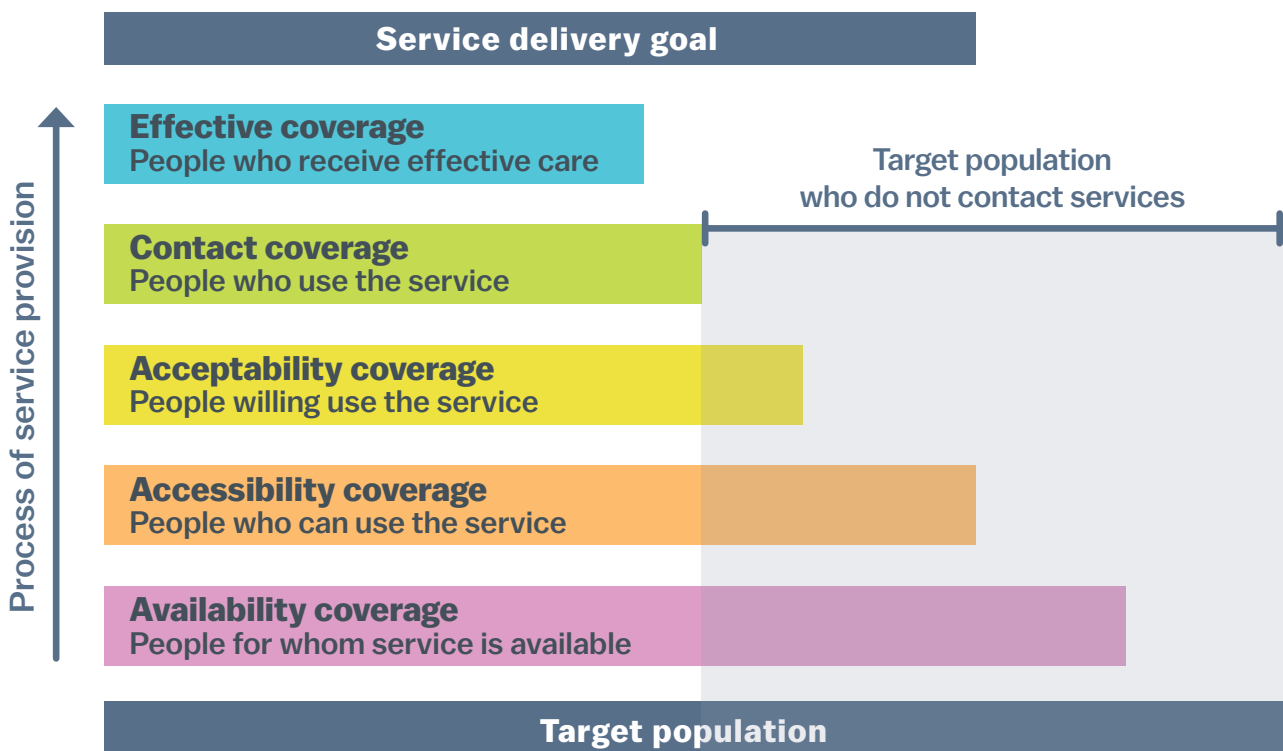 Service delivery goal
Process of service provision
Effective coverage
People who receive effective care
Target population
who do not contact services
Contact coverage
People who use the service
Acceptability coverage
People willing use the service
Accessibility coverage
People who can use the service
Availability coverage
People for whom service is available
Target population